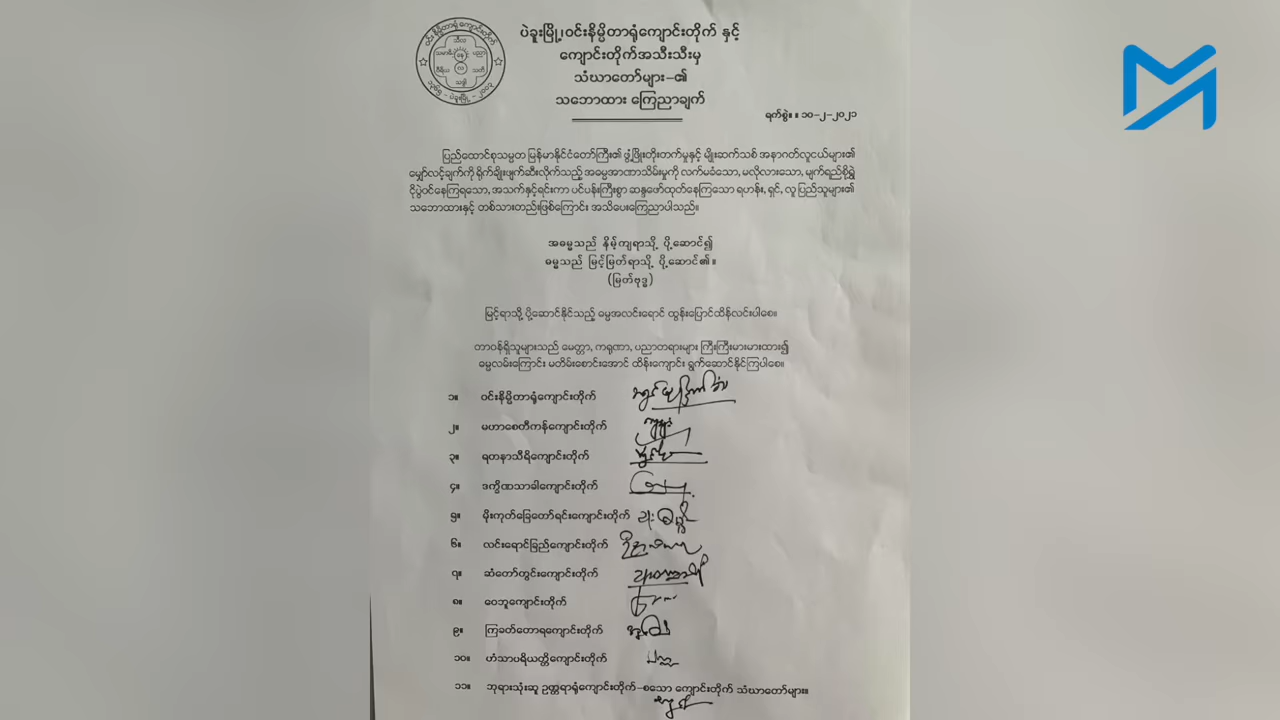 ပဲခူးမြို့၊ ဝင်းနိမ္မိတာရုံကျောင်းတိုက် နှင့်
ကျောင်းတိုက်အသီးသီးမှ
သံဃာတော်များ-၏
သဘောထား ကြေညာချက်
ရက်စွဲ။ ။ ၁၀-၂-၂၀၂၁
ပြည်ထောင်စုသမ္မတ မြန်မာနိုင်ငံတော်ကြီး၏ ဖွံ့ဖြိုးတိုးတက်မှုနှင့် မျိုးဆက်သစ် အနာဂတ်လူငယ်များ၏
မျှော်လင့်ချက်ကို ရိုက်ချိုးဖျက်ဆီးလိုက်သည့် အဓမ္မအာဏာသိမ်းမှုကို လက်မခံသော, မလိုလားသော, မျက်ရည်စို့ရွှဲ
ငိုပွဲဝင်နေကြရသော, အသက်နှင့်ရင်းကာ ပင်ပန်းကြီးစွာ ဆန္ဒဖော်ထုတ်နေကြသော ရဟန်း, ရှင်, လူ ပြည်သူများ၏
သဘောထားနှင့် တစ်သားတည်းဖြစ်ကြောင်း အသိပေးကြေညာပါသည်။
အဓမ္မသည် နိမ့်ကျရာသို့ ပို့ဆောင်၍
ဓမ္မသည် မြင့်မြတ်ရာသို့ ပို့ဆောင်၏။
(မြတ်ဗုဒ္ဓ)
မြင့်ရာသို့ ပို့ဆောင်နိုင်သည့် ဓမ္မအလင်းရောင် ထွန်းပြောင်ထိန်လင်းပါစေ။
တာဝန်ရှိသူများသည် မေတ္တာ, ကရုဏာ, ပညာတရားများ ကြီးကြီးမားမားထား၍
ဓမ္မလမ်းကြောင်း မတိမ်းစောင်းအောင် ထိန်းကျောင်း ရွက်ဆောင်နိုင်ကြပါစေ။
၁။ ဝင်းနိမ္မိတာရုံကျောင်းတိုက်
၂။ မဟာစေတီကန်ကျောင်းတိုက်
၃။ ရတနာသီရိကျောင်းတိုက်
၄။ ဒက္ခိဏသာခါကျောင်းတိုက်
၅။ မိုးကုတ်ခြေတော်ရင်းကျောင်းတိုက်
၆။ လင်းရောင်ခြည်ကျောင်းတိုက်
၇။ ဆံတော်တွင်းကျောင်းတိုက်
၈။ ဝေဘူကျောင်းတိုက်
၉။ ကြခတ်တောရကျောင်းတိုက်
၁၀။ ဟံသာပရိယတ္တိကျောင်းတိုက်
၁၁။ ဘုရားသုံးဆူ ဥတ္တရာရုံကျောင်းတိုက်-စသော ကျောင်းတိုက် သံဃာတော်များ။